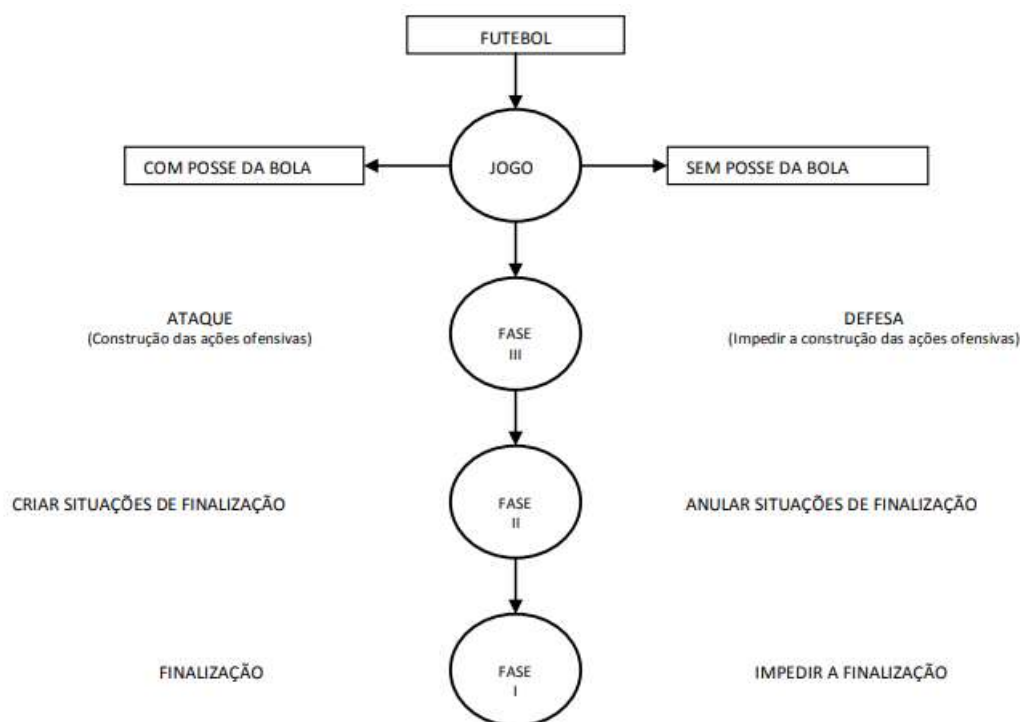 FUTEBOL
COM POSSE DA BOLA
JOGO
SEM POSSE DA BOLA
ATAQUE
(Construção das ações ofensivas)
FASE
III
DEFESA
(Impedir a construção das ações ofensivas)
CRIAR SITUAÇÕES DE FINALIZAÇÃO
FASE
II
ANULAR SITUAÇÕES DE FINALIZAÇÃO
FINALIZAÇÃO
FASE
I
IMPEDIR A FINALIZAÇÃO